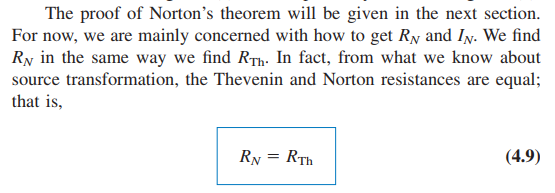 The proof of Norton's theorem will be given in the next section.
For now, we are mainly concerned with how to get R_N and I_N. We find
R_N in the same way we find R_Th. In fact, from what we know about
source transformation, the Thevenin and Norton resistances are equal;
that is,
R_N = R_Th (4.9)